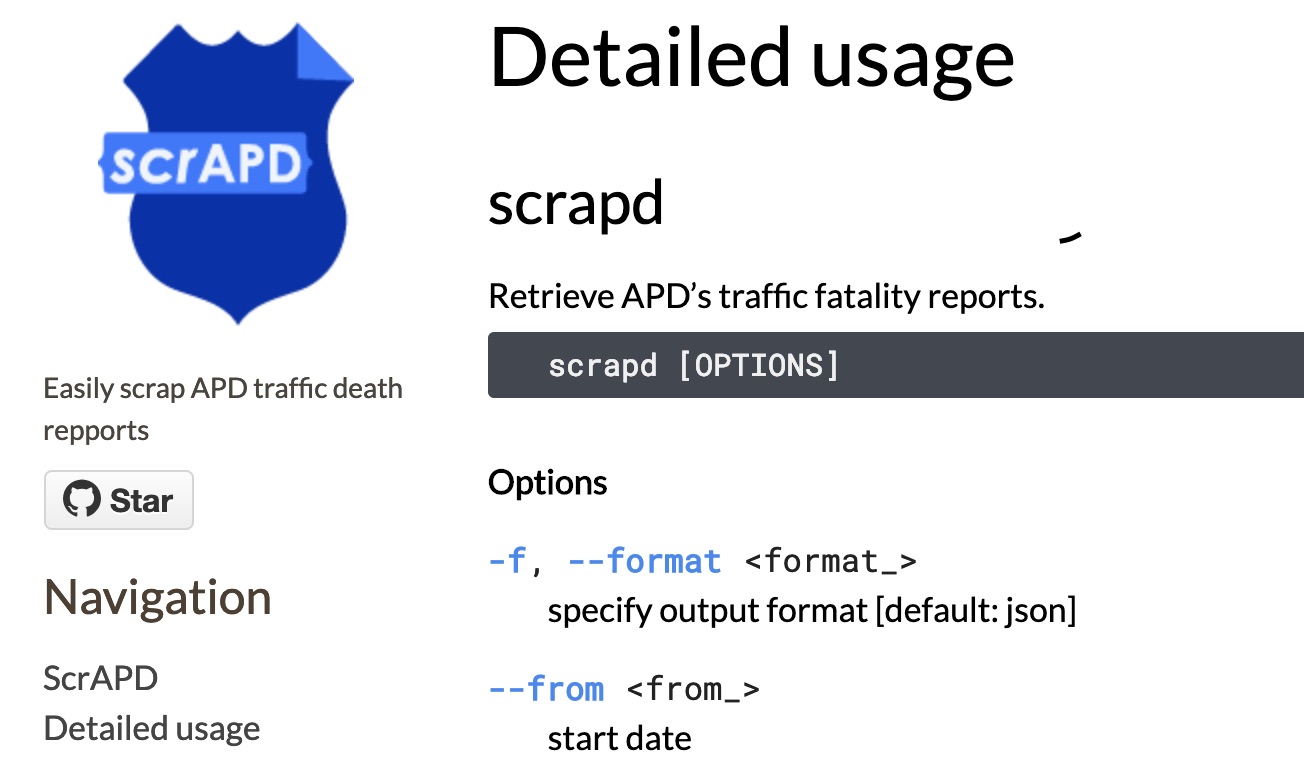 scrAPD
Easily scrap APD traffic death
repports
Star
Navigation
ScrAPD
Detailed usage
Detailed usage
scrapd
Retrieve APD’s traffic fatality reports.
scrapd [OPTIONS]
Options
-f, --format <format_>
specify output format [default: json]
--from <from_>
start date